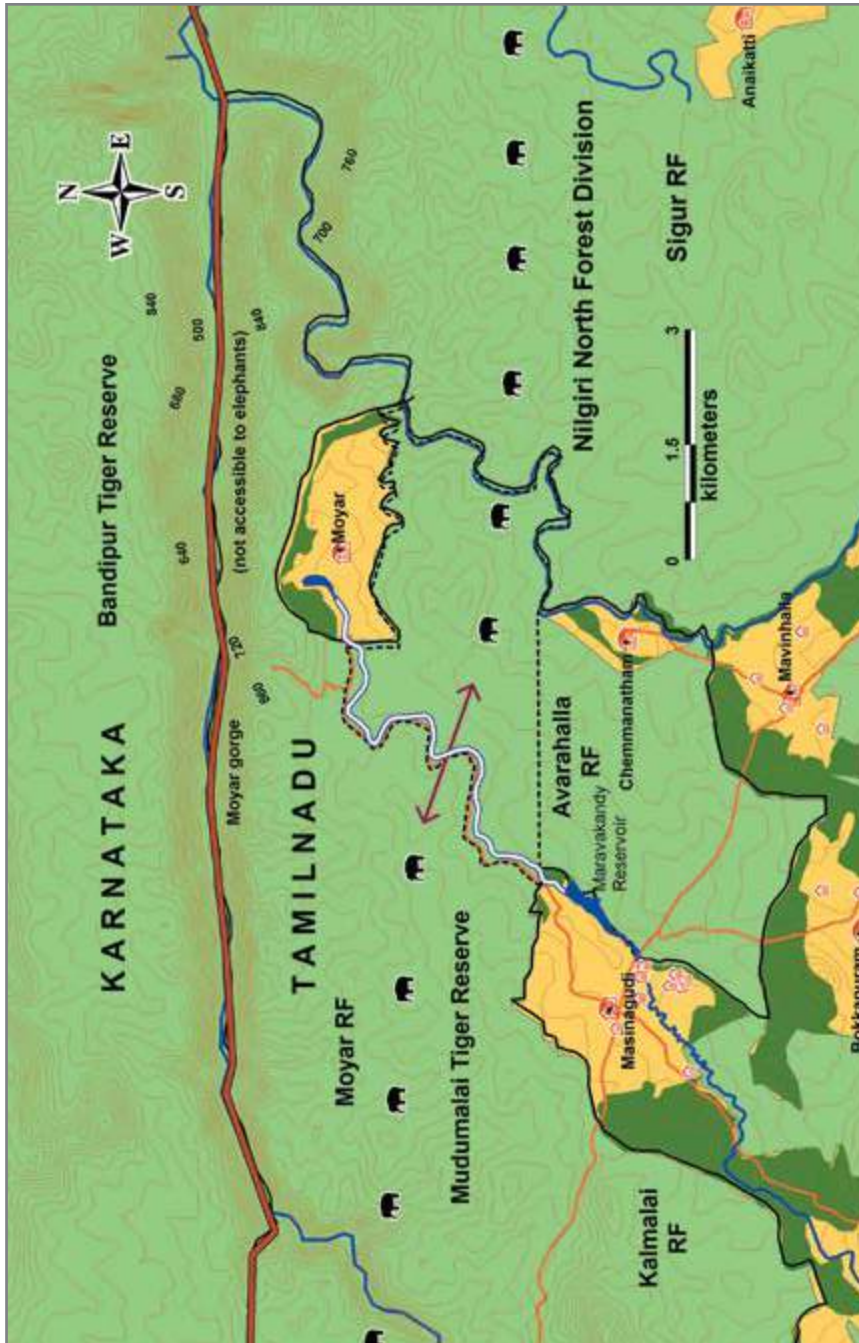 N
E
S
W
KARNATAKA
Bandipur Tiger Reserve
840
500
680
640
840
(not accessible to elephants)
720
860
Moyar gorge
TAMILNADU
760
700
Moyar
Moyar RF
Mudumalai Tiger Reserve
Nilgiri North Forest Division
Sigur RF
Anaikatti
0
1.5
3
kilometers
Avarahalla
RF
Chemmanatham
Maravakandy
Reservoir
Mavinhalla
Masinagudi
Kalmalai
RF